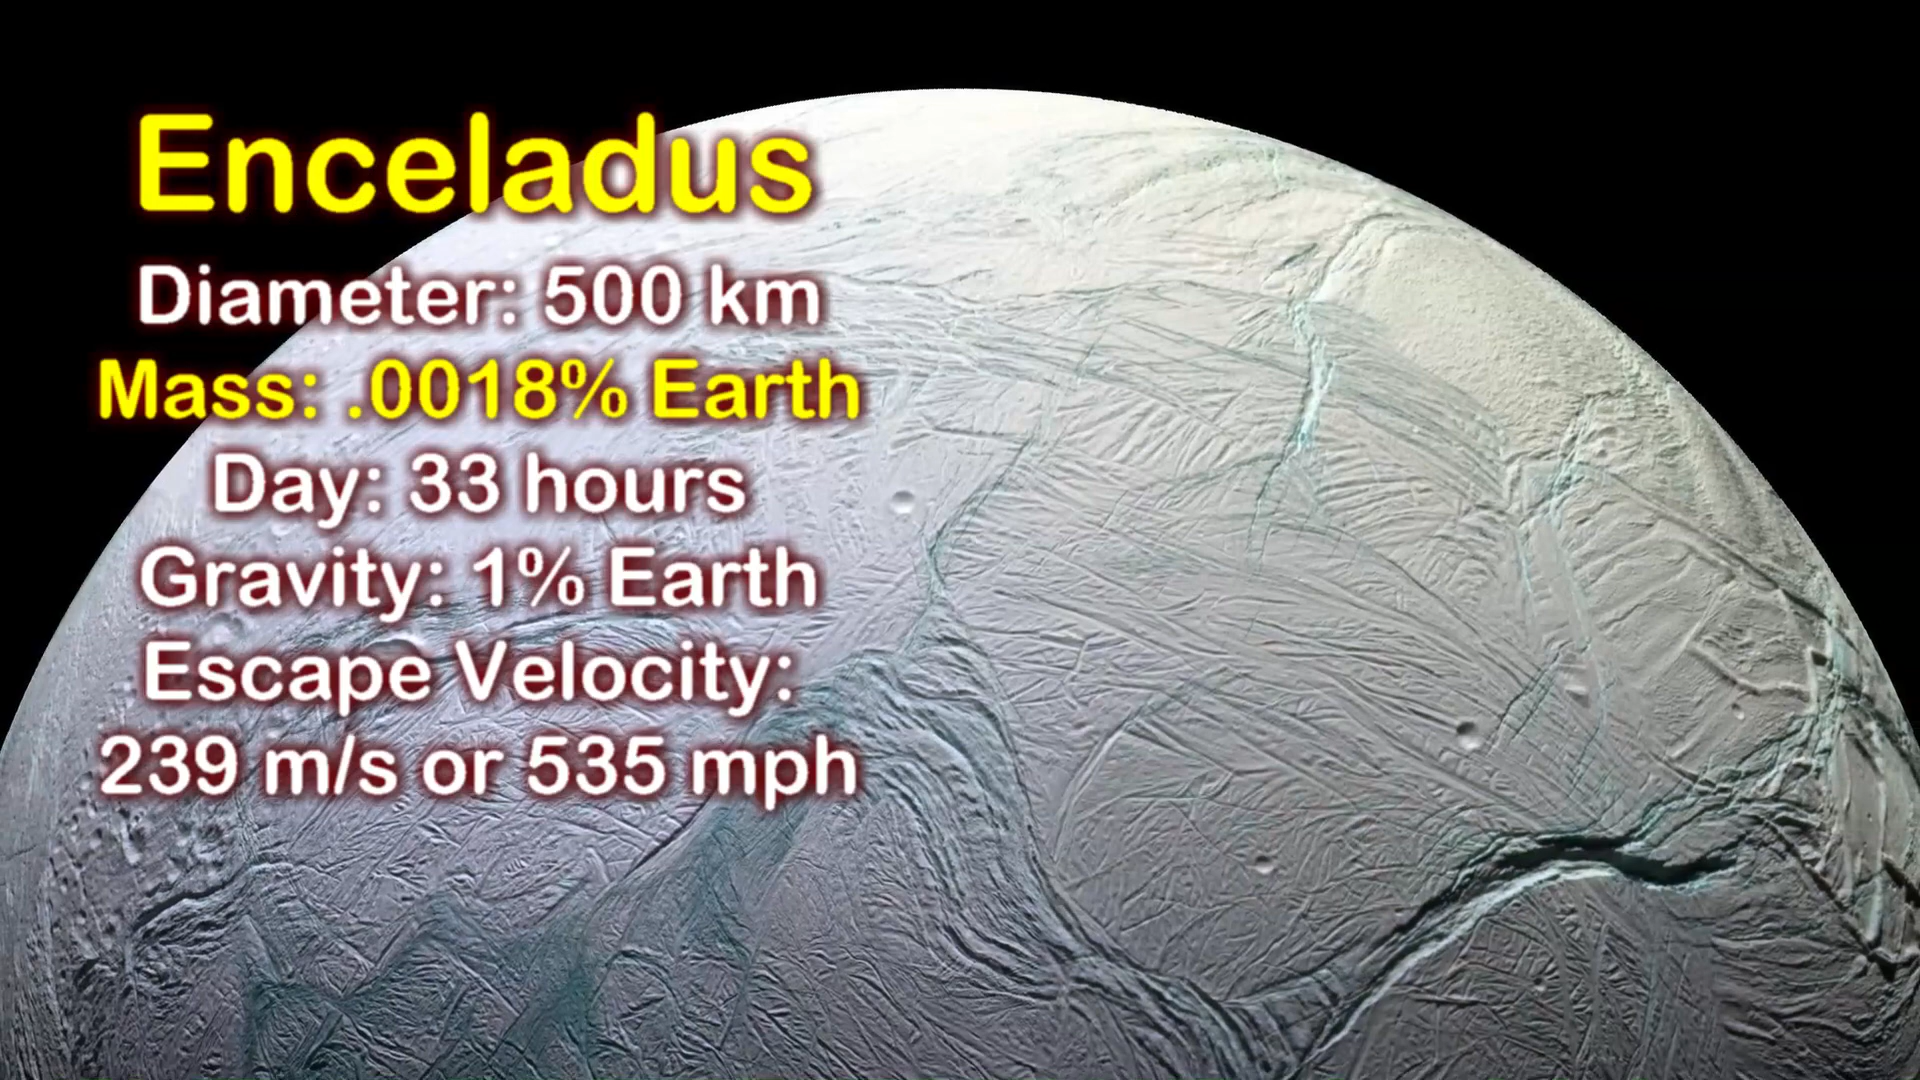 Enceladus
Diameter: 500 km
Mass: .0018% Earth
Day: 33 hours
Gravity: 1% Earth
Escape Velocity:
239 m/s or 535 mph